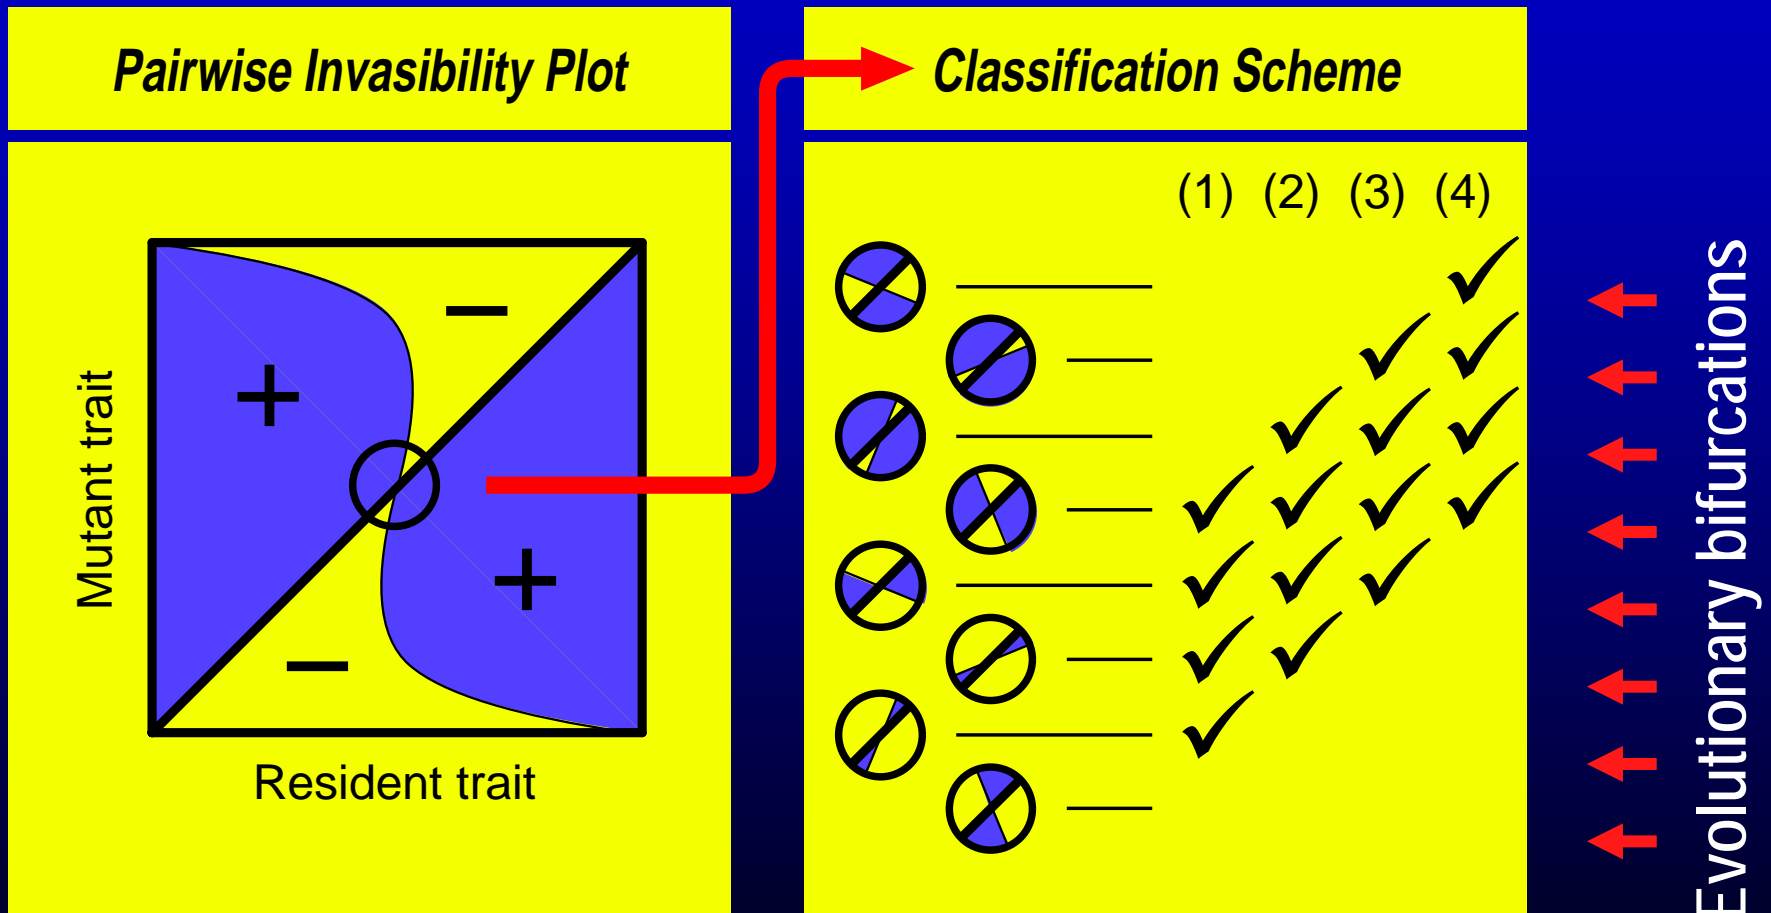 Pairwise Invasibility Plot
Classification Scheme
(1) (2) (3) (4)
+
−
−
+
Mutant trait
Resident trait
Evolutionary bifurcations